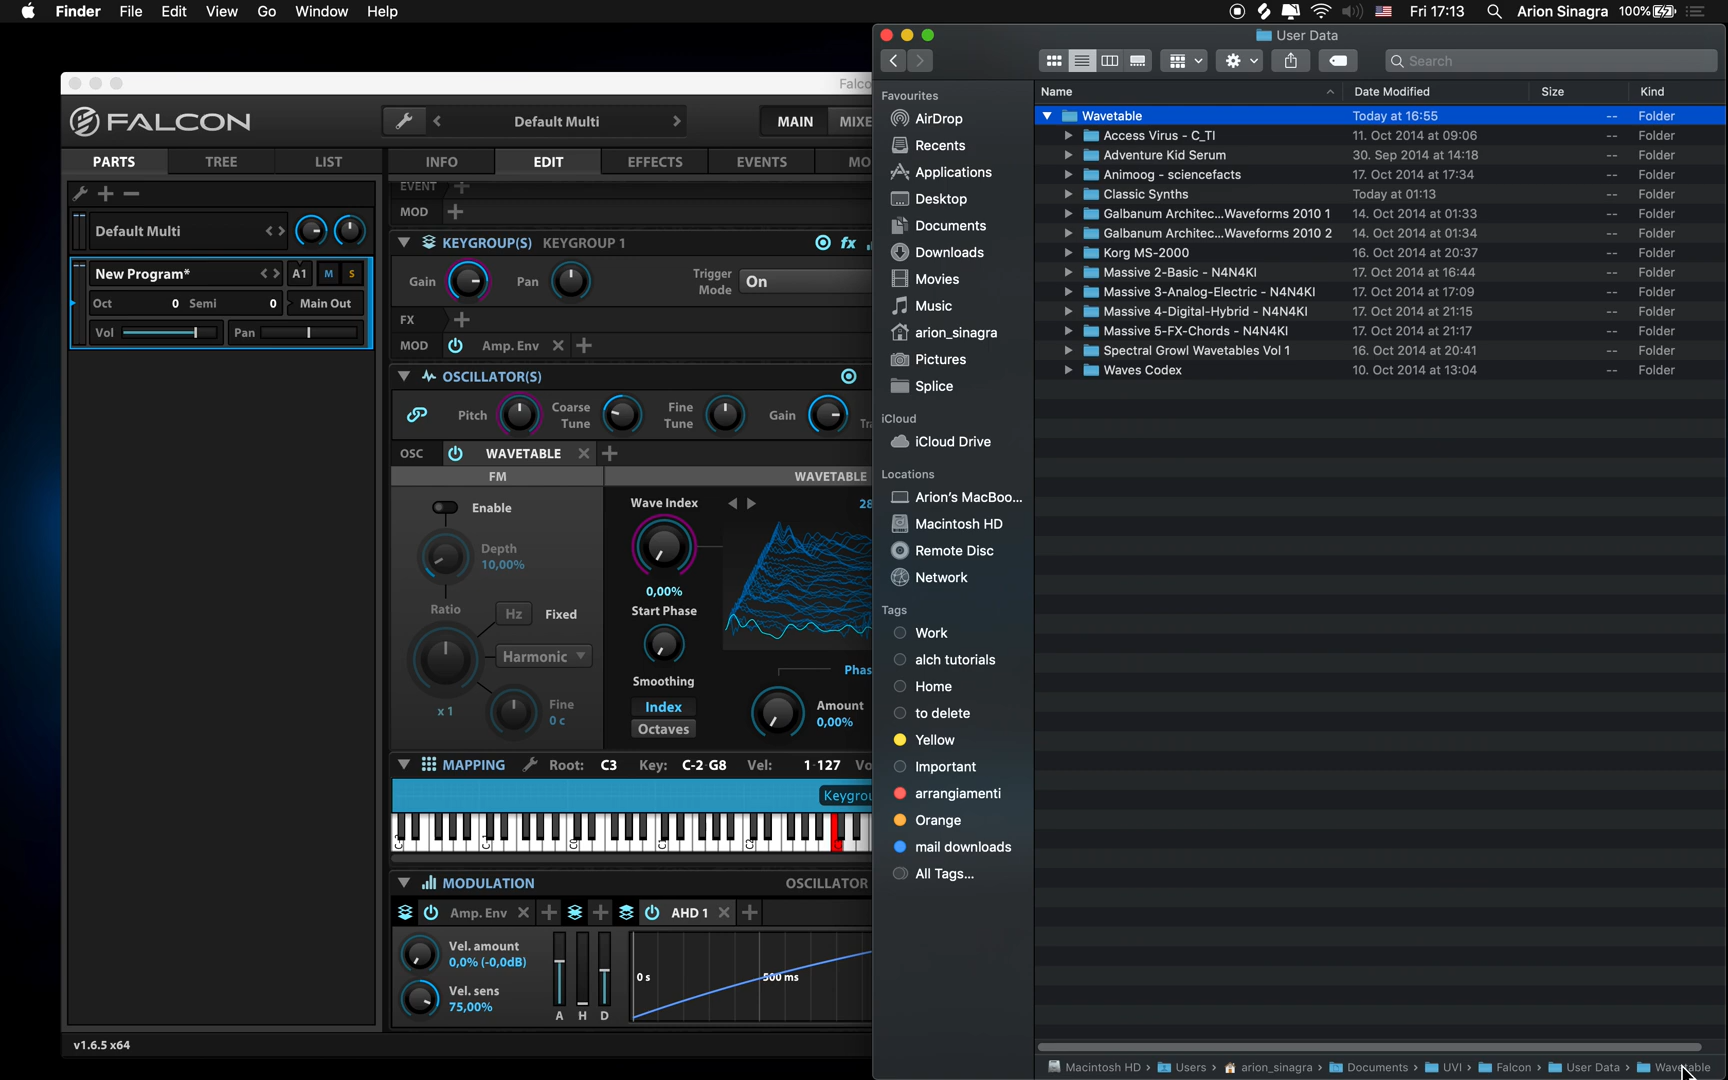 Finder File Edit View Go Window Help
Fri 17:13 Arion Sinagra 100%
Falco
FALCON
Default Multi
MAIN MIXE
PARTS TREE LIST
INFO EDIT EFFECTS EVENTS MO
Default Multi
New Program* A1 M S
Oct 0 Semi 0 Main Out
Vol Pan
EVENT
MOD
KEYGROUP(S) KEYGROUP 1 fx
Gain Pan Trigger Mode On
FX
MOD Amp. Env
OSCILLATOR(S)
Pitch Coarse Tune Fine Tune Gain
OSC WAVETABLE
FM WAVETABLE
Enable
Depth
10,00%
Ratio Hz Fixed
Harmonic
x 1
Fine
0 c
Wave Index 28
0,00%
Start Phase
Smoothing
Index
Octaves
Phas
Amount
0,00%
MAPPING Root: C3 Key: C-2 G8 Vel: 1-127 Vo
Keygrou
MODULATION OSCILLATOR
Amp. Env AHD 1
Vel. amount
0,0% (-0,0dB)
Vel. sens
75,00%
A H D
0 s 500 ms
v1.6.5 x64
User Data
Search
Favourites
AirDrop
Recents
Applications
Desktop
Documents
Downloads
Movies
Music
arion_sinagra
Pictures
Splice
iCloud
iCloud Drive
Locations
Arion's MacBoo...
Macintosh HD
Remote Disc
Network
Tags
Work
alch tutorials
Home
to delete
Yellow
Important
arrangiamenti
Orange
mail downloads
All Tags...
Name Date Modified Size Kind
Wavetable Today at 16:55 -- Folder
Access Virus - C_TI 11. Oct 2014 at 09:06 -- Folder
Adventure Kid Serum 30. Sep 2014 at 14:18 -- Folder
Animoog - sciencefacts 17. Oct 2014 at 17:34 -- Folder
Classic Synths Today at 01:13 -- Folder
Galbanum Architec...Waveforms 2010 1 14. Oct 2014 at 01:33 -- Folder
Galbanum Architec...Waveforms 2010 2 14. Oct 2014 at 01:34 -- Folder
Korg MS-2000 16. Oct 2014 at 20:37 -- Folder
Massive 2-Basic - N4N4KI 17. Oct 2014 at 16:44 -- Folder
Massive 3-Analog-Electric - N4N4KI 17. Oct 2014 at 17:09 -- Folder
Massive 4-Digital-Hybrid - N4N4KI 17. Oct 2014 at 21:15 -- Folder
Massive 5-FX-Chords - N4N4KI 17. Oct 2014 at 21:17 -- Folder
Spectral Growl Wavetables Vol 1 16. Oct 2014 at 20:41 -- Folder
Waves Codex 10. Oct 2014 at 13:04 -- Folder
Macintosh HD › Users › arion_sinagra › Documents › UVI › Falcon › User Data › Wavetable